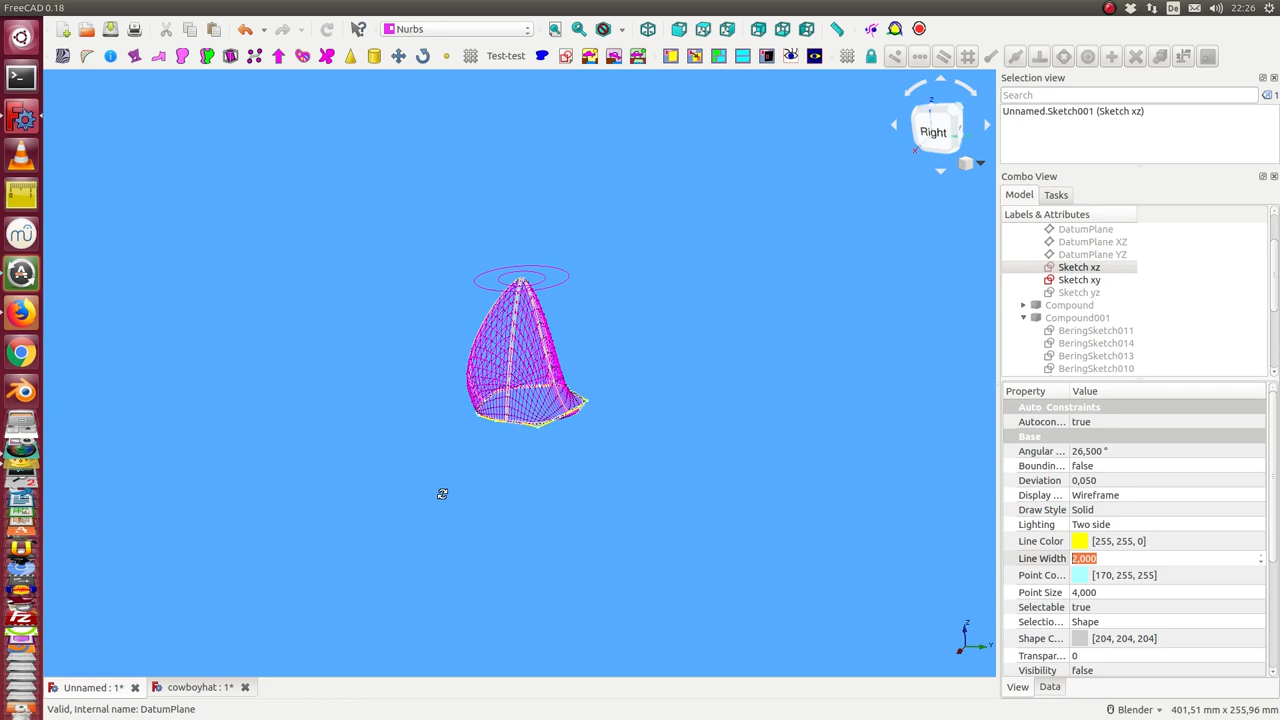 FreeCAD 0.18
De
22:26
Nurbs
Test-test
Right
Z
X
Z
Y
Selection view
Search
1
Unnamed.Sketch001 (Sketch xz)
Combo View
Model
Tasks
Labels & Attributes
DatumPlane
DatumPlane XZ
DatumPlane YZ
Sketch xz
Sketch xy
Sketch yz
Compound
Compound001
BeringSketch011
BeringSketch014
BeringSketch013
BeringSketch010
Property Value
Auto Constraints
Autocon... true
Base
Angular ... 26,500 °
Boundin... false
Deviation 0,050
Display ... Wireframe
Draw Style Solid
Lighting Two side
Line Color [255, 255, 0]
Line Width 2,000
Point Co... [170, 255, 255]
Point Size 4,000
Selectable true
Selectio... Shape
Shape C... [204, 204, 204]
Transpar... 0
Visibility false
View
Data
Unnamed : 1*
cowboyhat : 1*
Valid, Internal name: DatumPlane
Blender
401,51 mm x 255,96 mm